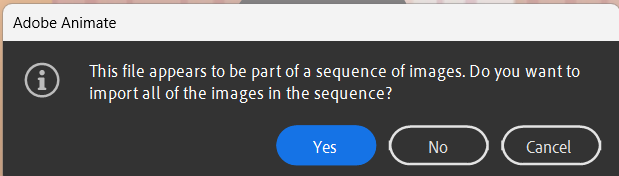 Adobe Animate
This file appears to be part of a sequence of images. Do you want to
import all of the images in the sequence?
Yes
No
Cancel